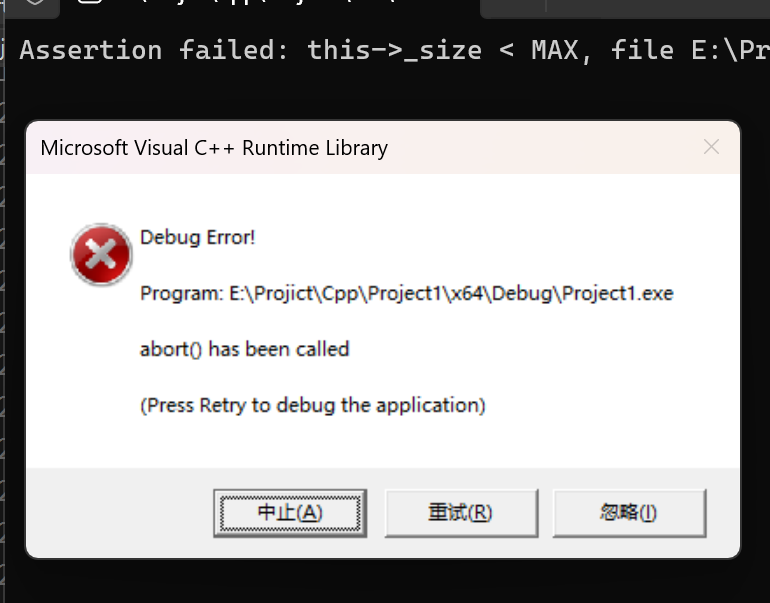 Assertion failed: this->_size < MAX, file E:\Pr
Microsoft Visual C++ Runtime Library
Debug Error!
Program: E:\Projict\Cpp\Project1\x64\Debug\Project1.exe
abort() has been called
(Press Retry to debug the application)
中止(A) 重试(R) 忽略(I)